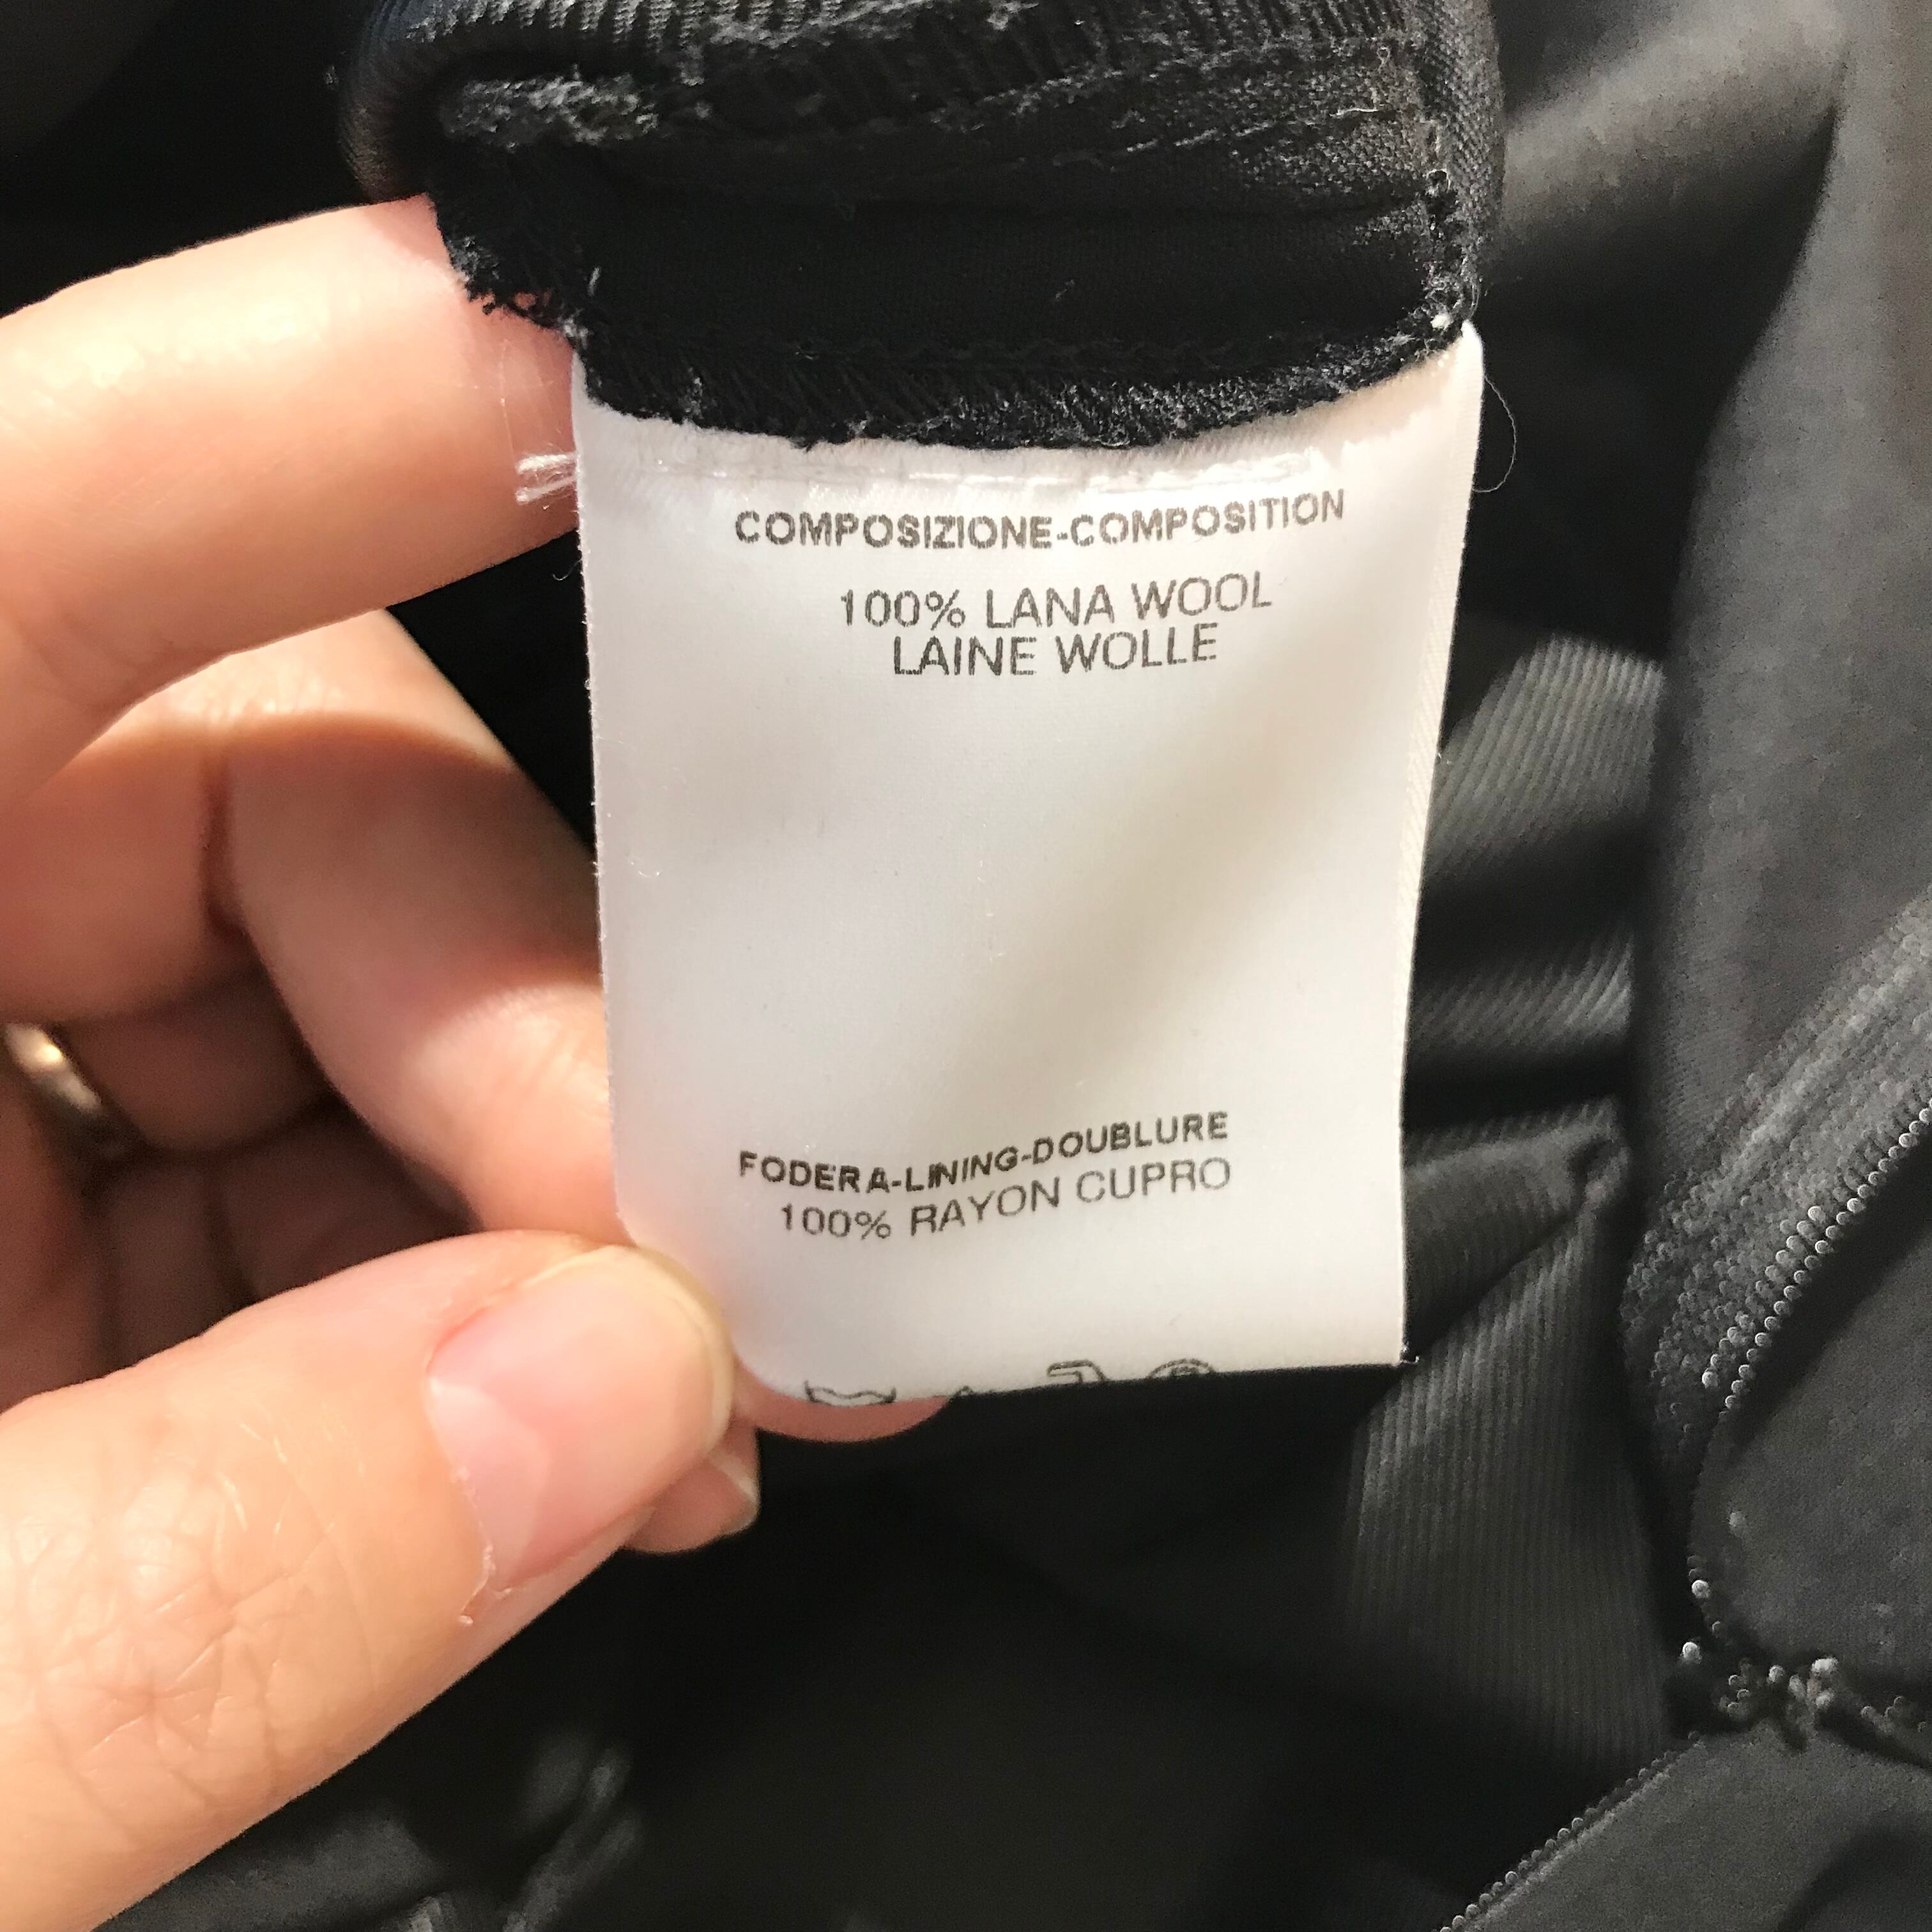 COMPOSIZIONE-COMPOSITION
100% LANA WOOL
LAINE WOLLE
FODERA-LINING-DOUBLURE
100% RAYON CUPRO